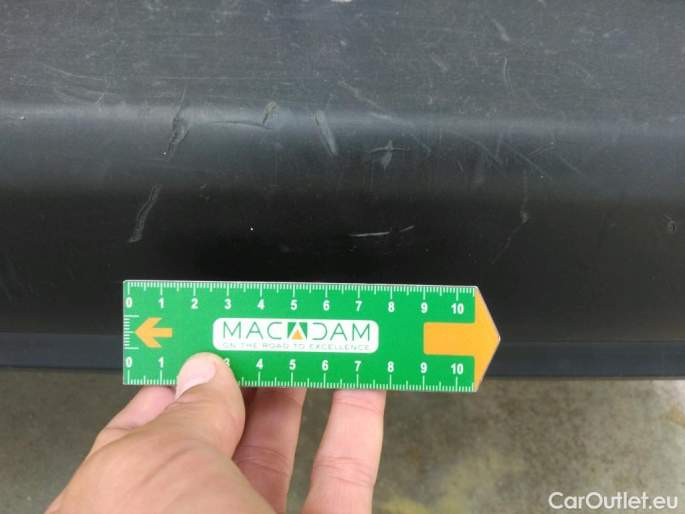 0 1 2 3 4 5 6 7 8 9 10
MACADAM
ON THE ROAD TO EXCELLENCE
0 1 3 4 5 6 7 8 9 10
CarOutlet.eu